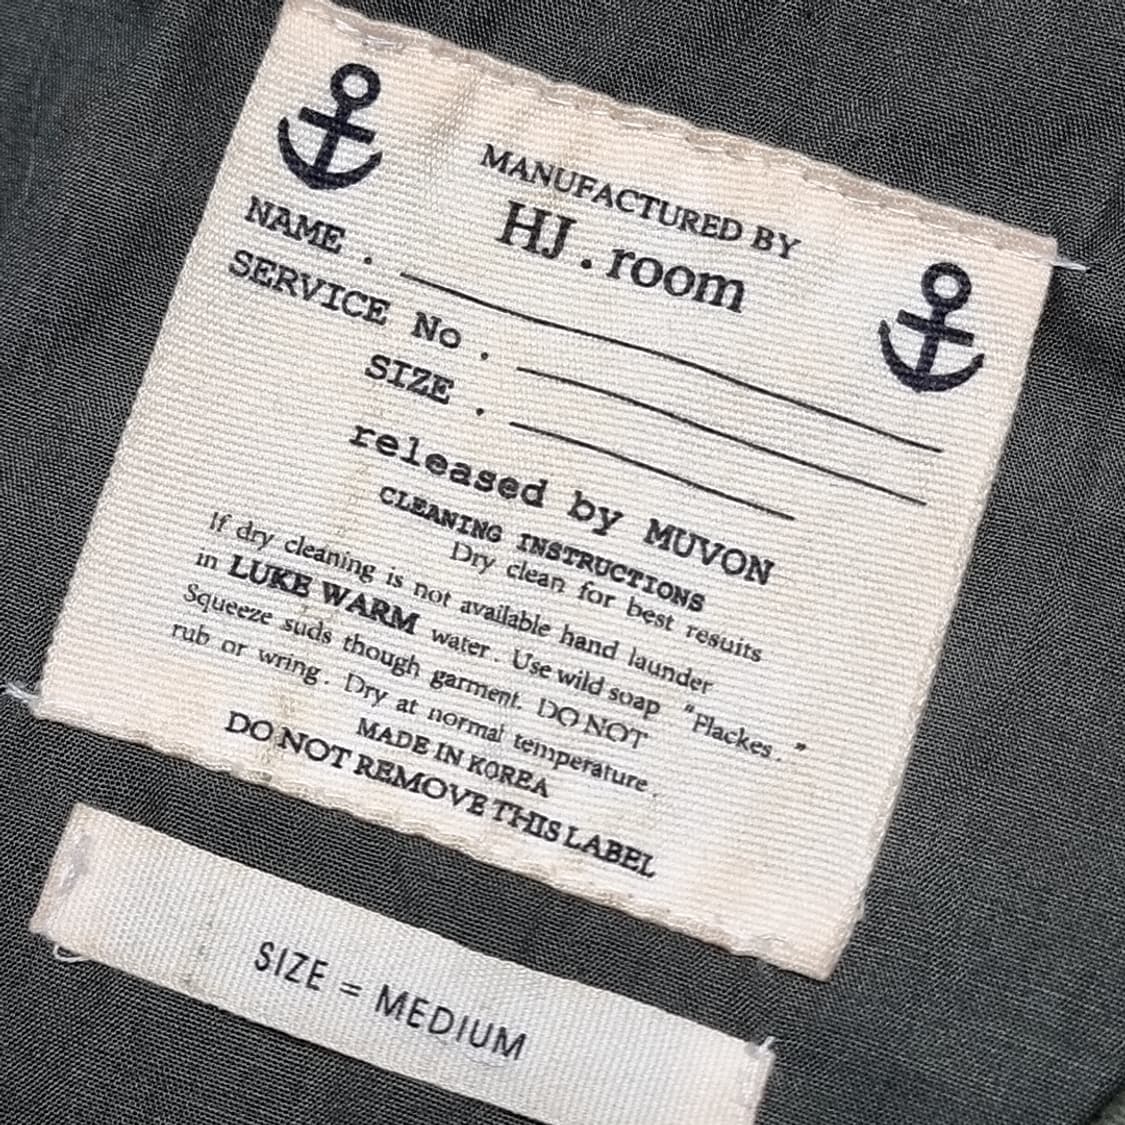 MANUFACTURED BY
HJ . room
NAME .
SERVICE No .
SIZE .
released by MUVON
CLEANING INSTRUCTIONS
Dry clean for best resuits
If dry cleaning is not available hand launder
in LUKE WARM water . Use wild soap "Flackes . "
Squeeze suds though garment. DO NOT
rub or wring . Dry at normal temperature .
MADE IN KOREA
DO NOT REMOVE THIS LABEL
SIZE = MEDIUM